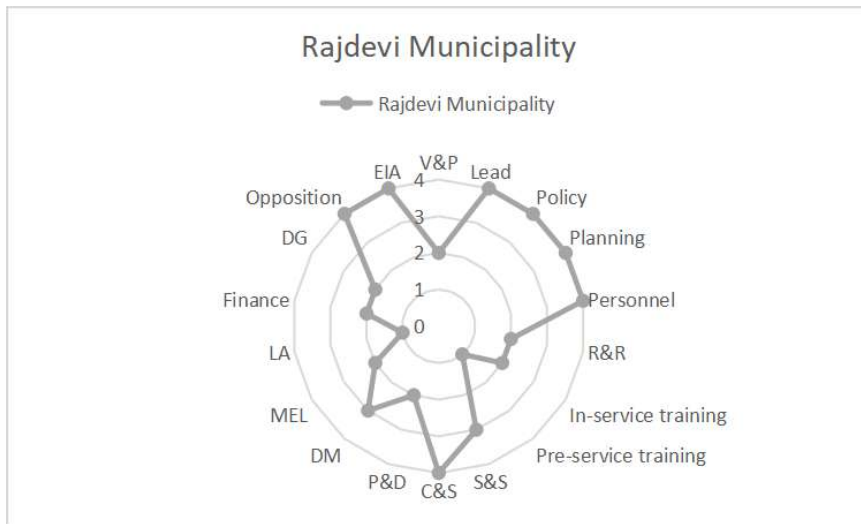 Rajdevi Municipality
Rajdevi Municipality
V&P
Lead
Policy
Planning
Personnel
R&R
In-service training
Pre-service training
S&S
C&S
P&D
DM
MEL
LA
Finance
DG
Opposition
EIA
4
3
2
1
0